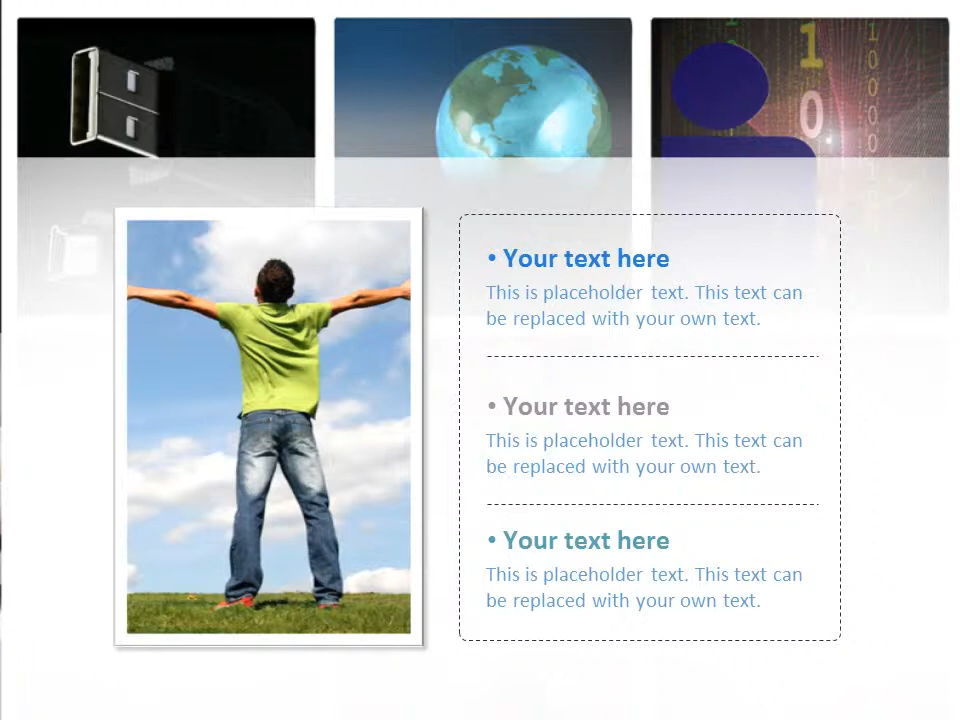 1
0
• Your text here
This is placeholder text. This text can
be replaced with your own text.
• Your text here
This is placeholder text. This text can
be replaced with your own text.
• Your text here
This is placeholder text. This text can
be replaced with your own text.